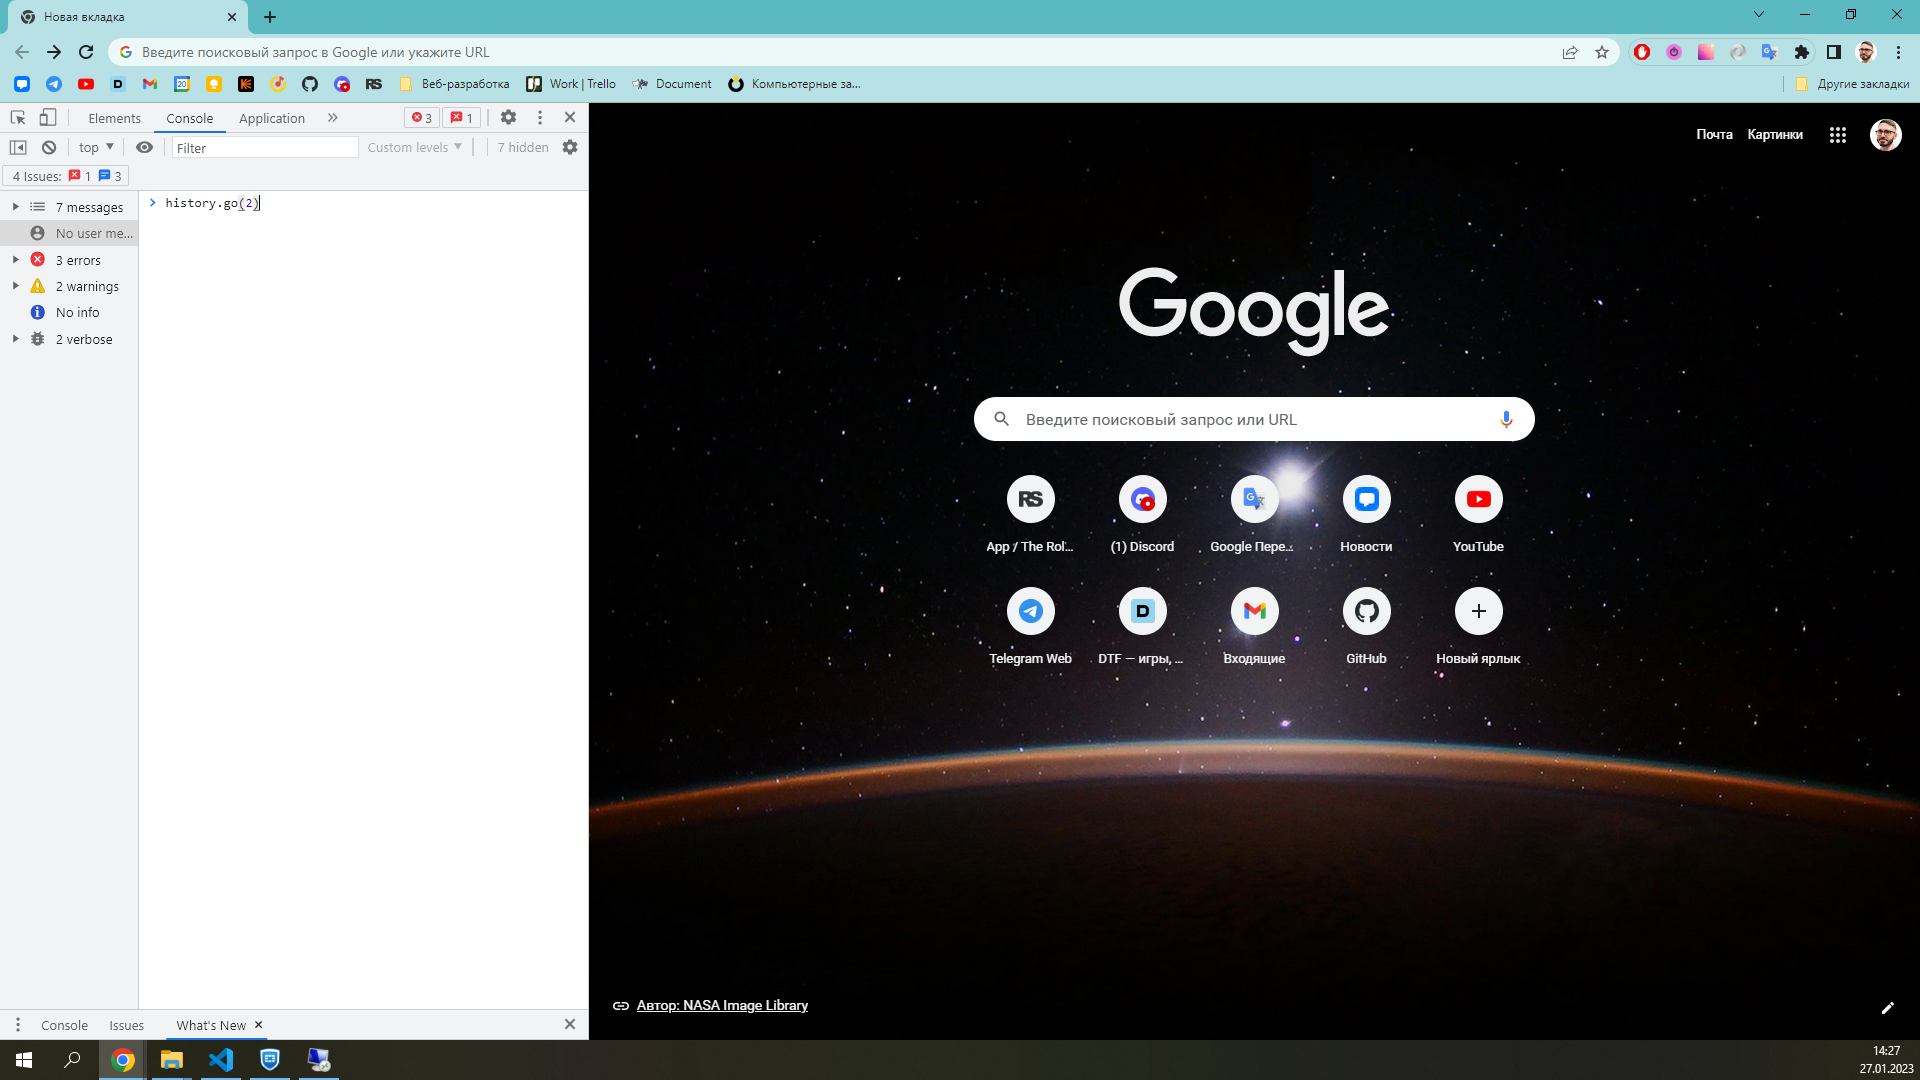 Новая вкладка
Введите поисковый запрос в Google или укажите URL
20
RS
Веб-разработка
Work | Trello
Document
Компьютерные за...
Другие закладки
Elements
Console
Application
3
1
top
Filter
Custom levels
7 hidden
4 Issues:
1
3
7 messages
No user me...
3 errors
2 warnings
No info
2 verbose
history.go(2)
Почта
Картинки
Google
Введите поисковый запрос или URL
RS
App / The Rol'...
(1) Discord
Google Пере...
Новости
YouTube
Telegram Web
DTF — игры, ...
Входящие
GitHub
Новый ярлык
Автор: NASA Image Library
Console
Issues
What's New
14:27
27.01.2023